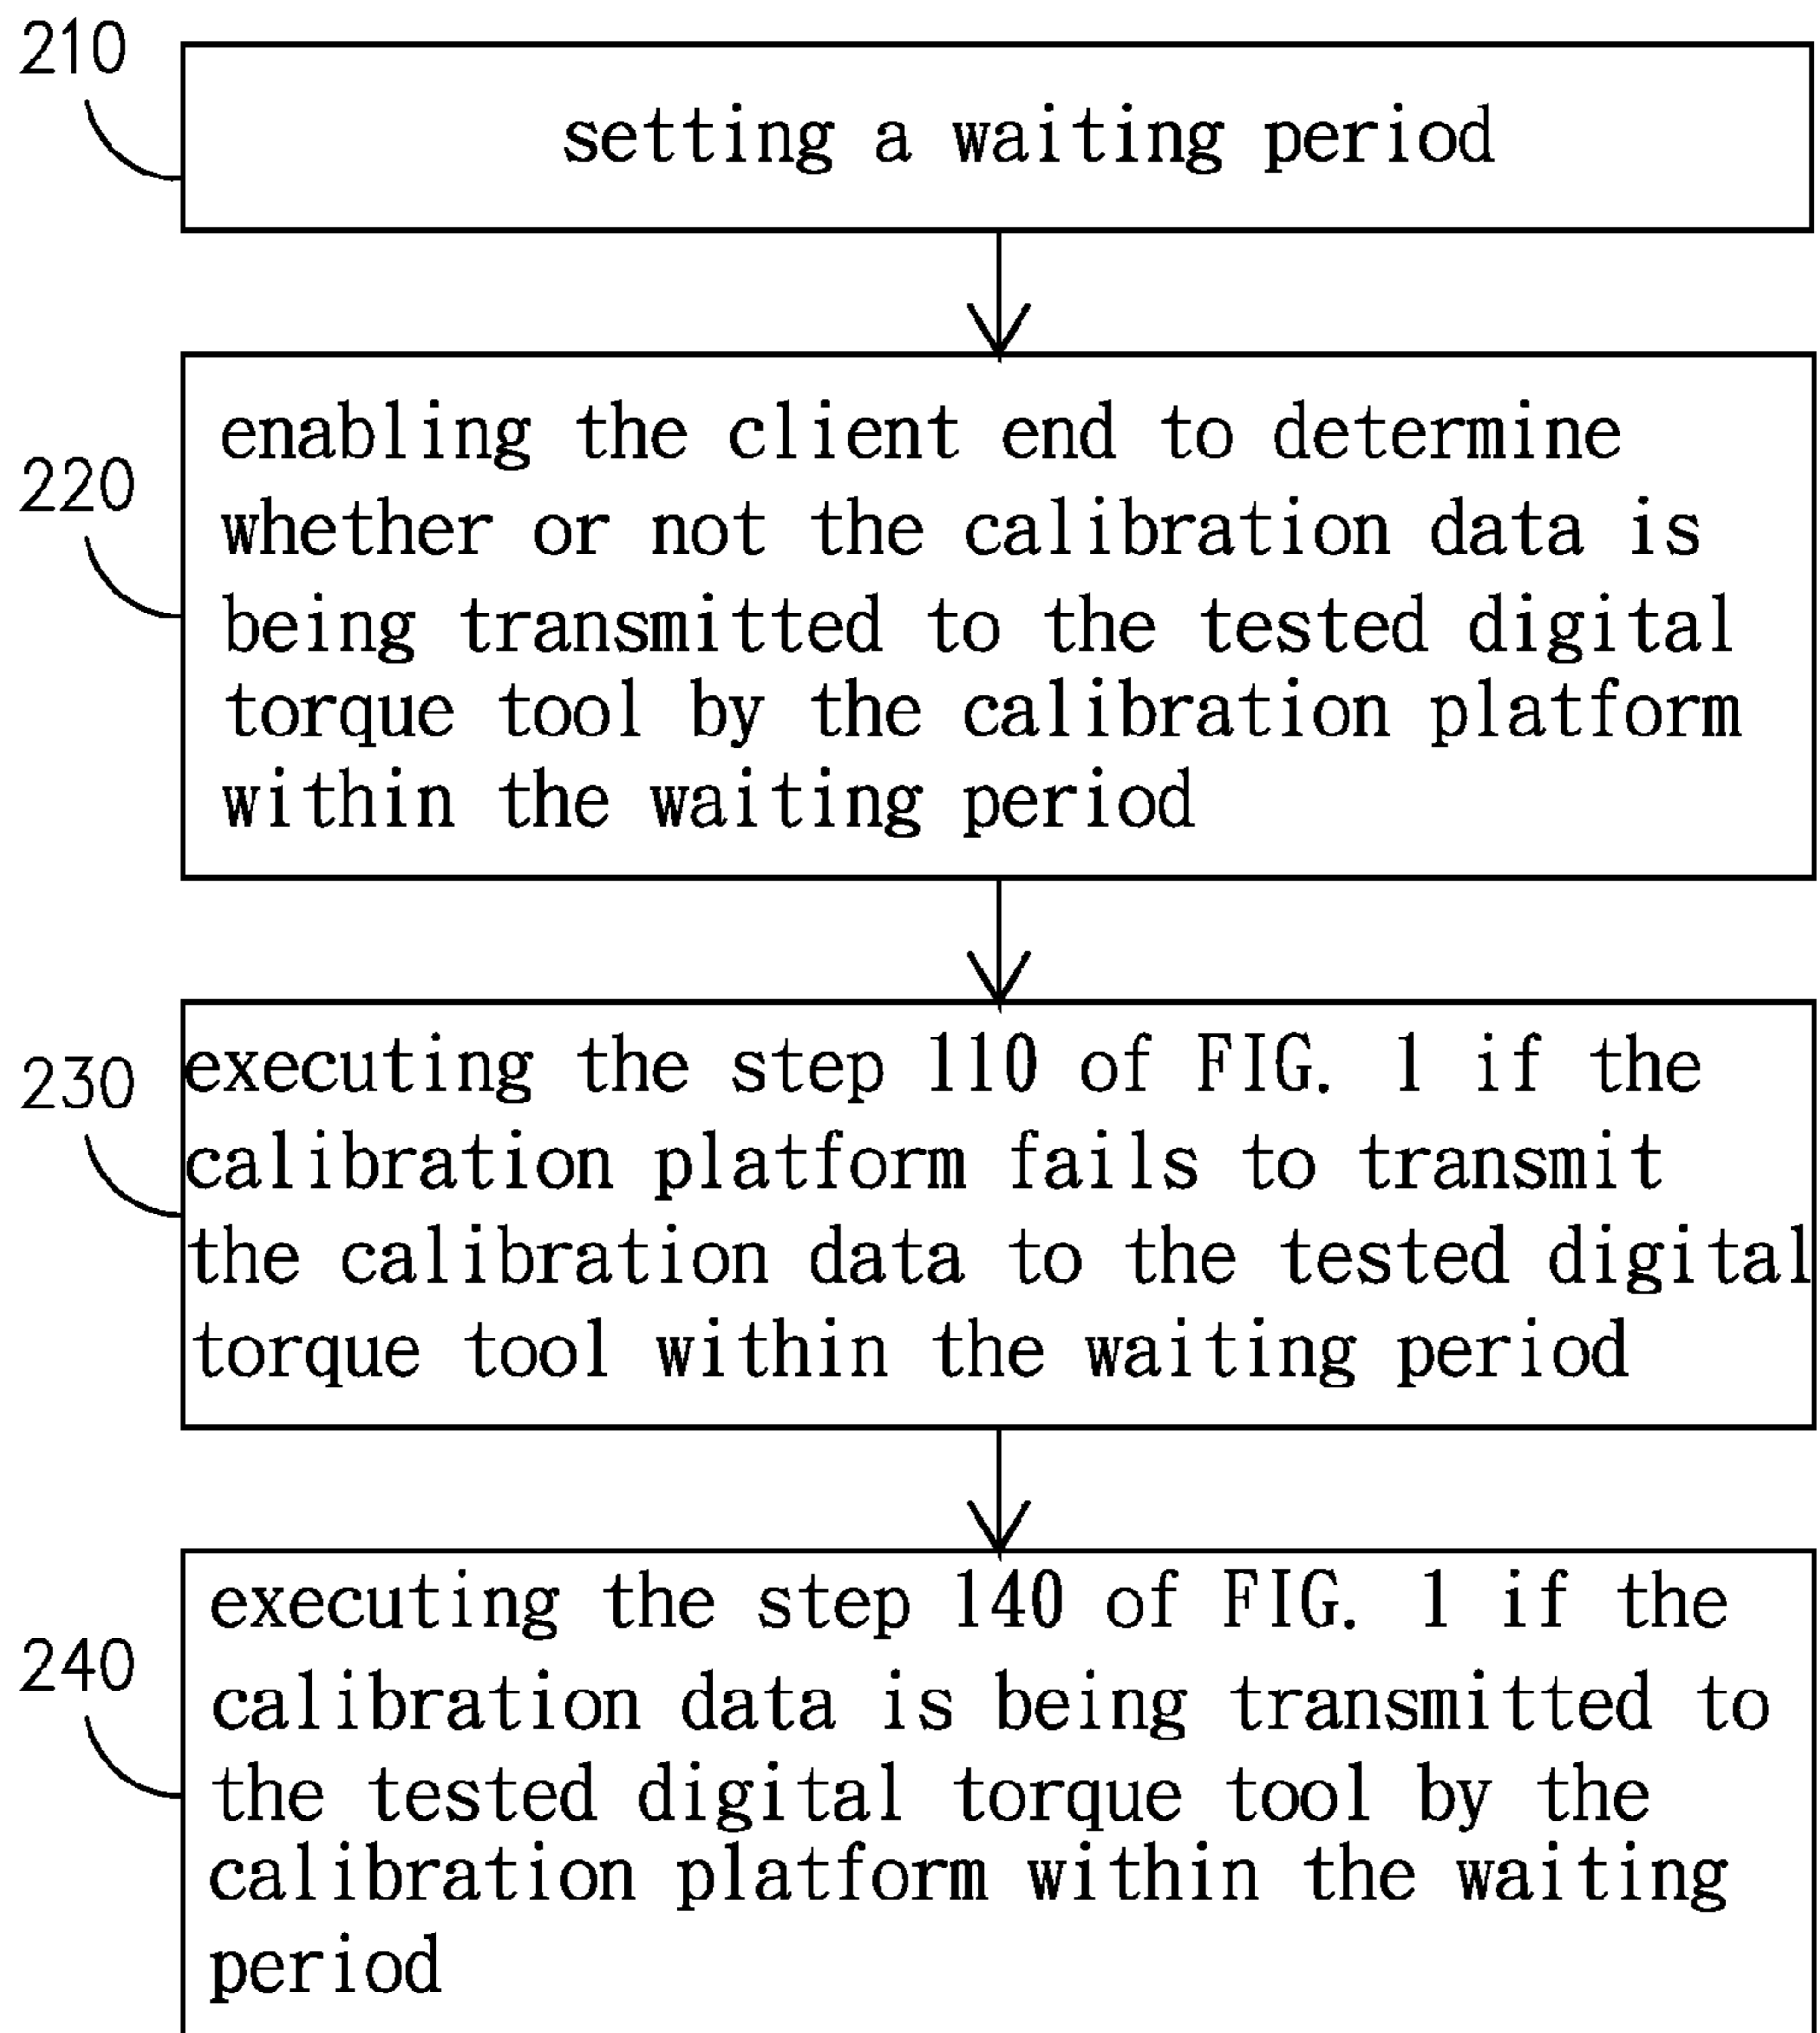 210
setting a waiting period
220
enabling the client end to determine
whether or not the calibration data is
being transmitted to the tested digital
torque tool by the calibration platform
within the waiting period
230
executing the step 110 of FIG. 1 if the
calibration platform fails to transmit
the calibration data to the tested digital
torque tool within the waiting period
240
executing the step 140 of FIG. 1 if the
calibration data is being transmitted to
the tested digital torque tool by the
calibration platform within the waiting
period